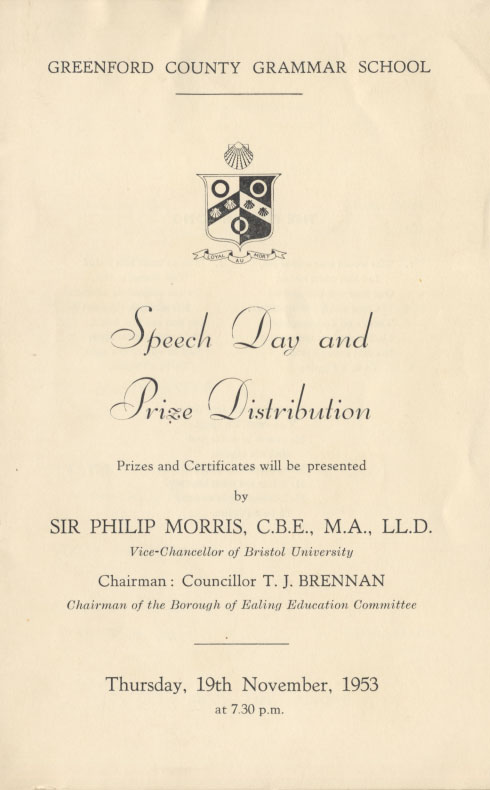 GREENFORD COUNTY GRAMMAR SCHOOL
LOYAL AU MORT
Speech Day and
Prize Distribution
Prizes and Certificates will be presented
by
SIR PHILIP MORRIS, C.B.E., M.A., LL.D.
Vice-Chancellor of Bristol University
Chairman : Councillor T. J. BRENNAN
Chairman of the Borough of Ealing Education Committee
Thursday, 19th November, 1953
at 7.30 p.m.